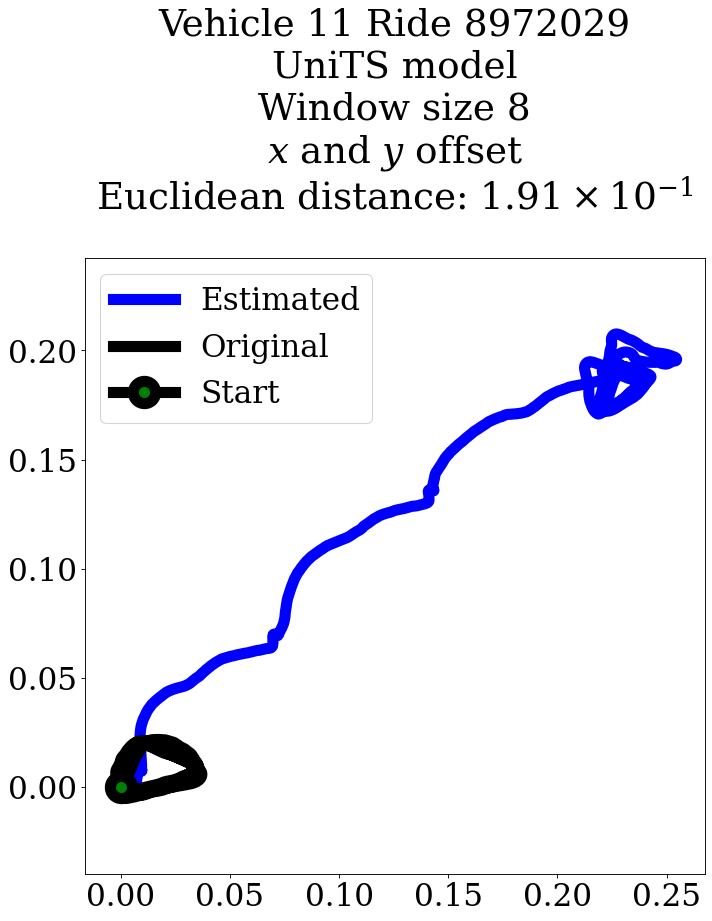 Vehicle 11 Ride 8972029
UniTS model
Window size 8
x and y offset
Euclidean distance: 1.91 × 10⁻¹
Estimated
Original
Start
0.20
0.15
0.10
0.05
0.00
0.00 0.05 0.10 0.15 0.20 0.25